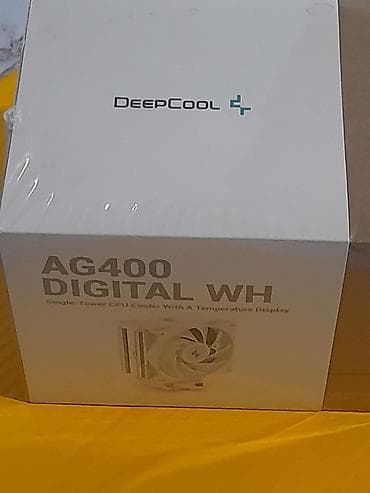 DEEPCOOL
AG400
DIGITAL WH
Single-Tower CPU Cooler With A Temperature Display